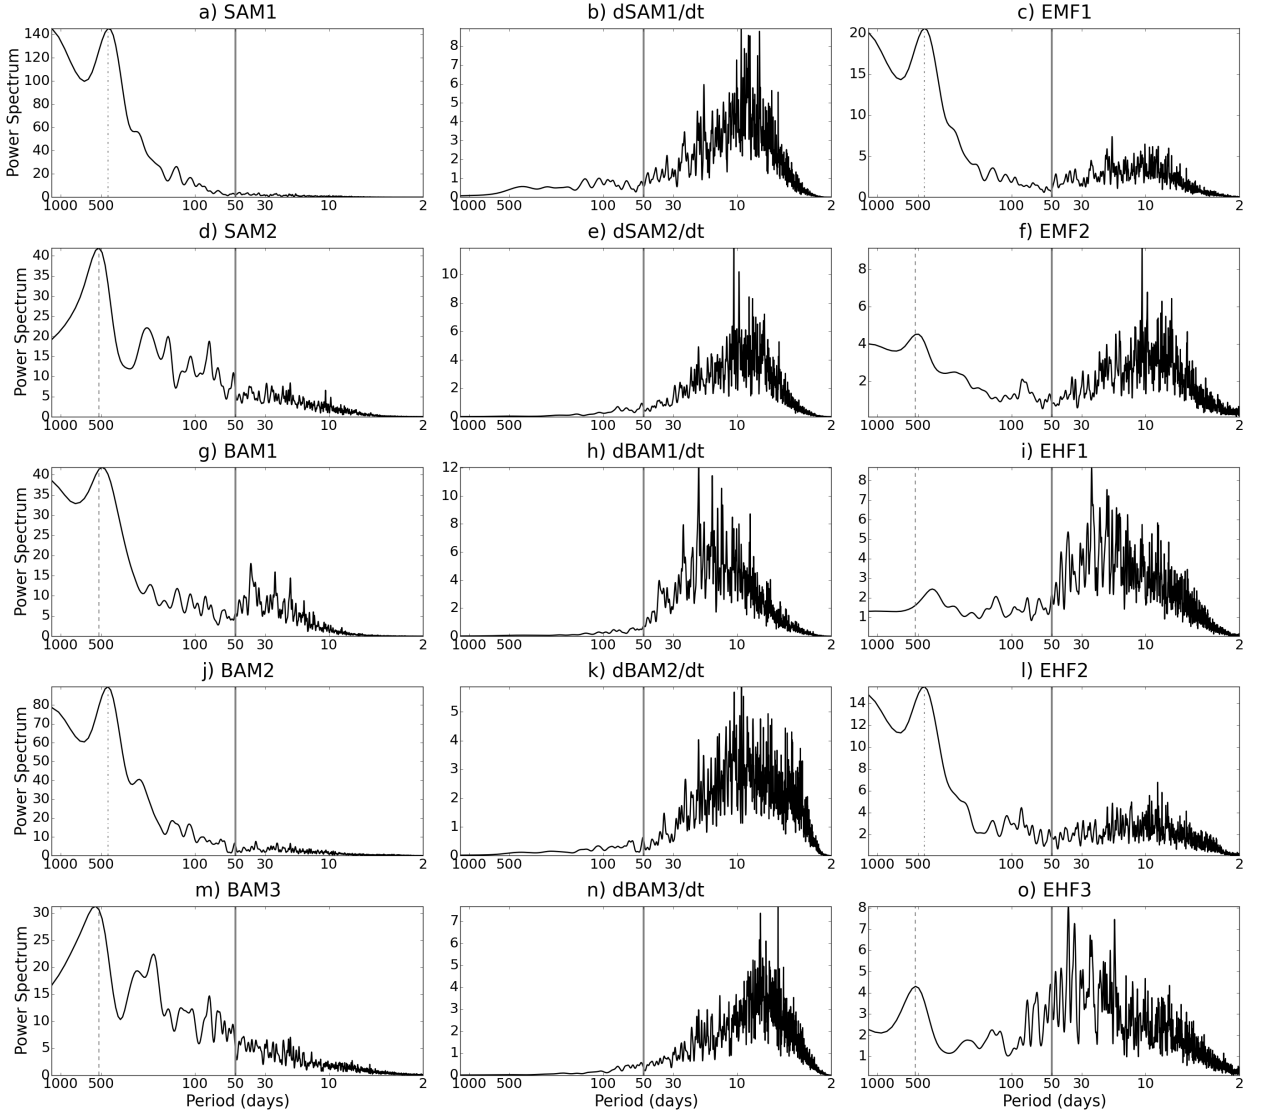 a) SAM1 b) dSAM1/dt c) EMF1
Power Spectrum
140 120 100 80 60 40 20 0
1000 500 100 50 30 10 2
8 7 6 5 4 3 2 1 0
1000 500 100 50 30 10 2
20 15 10 5 0
1000 500 100 50 30 10 2
d) SAM2 e) dSAM2/dt f) EMF2
Power Spectrum
40 35 30 25 20 15 10 5 0
1000 500 100 50 30 10 2
10 8 6 4 2 0
1000 500 100 50 30 10 2
8 6 4 2
1000 500 100 50 30 10 2
g) BAM1 h) dBAM1/dt i) EHF1
Power Spectrum
40 35 30 25 20 15 10 5 0
1000 500 100 50 30 10 2
12 10 8 6 4 2 0
1000 500 100 50 30 10 2
8 7 6 5 4 3 2 1
1000 500 100 50 30 10 2
j) BAM2 k) dBAM2/dt l) EHF2
Power Spectrum
80 70 60 50 40 30 20 10 0
1000 500 100 50 30 10 2
5 4 3 2 1 0
1000 500 100 50 30 10 2
14 12 10 8 6 4 2
1000 500 100 50 30 10 2
m) BAM3 n) dBAM3/dt o) EHF3
Power Spectrum
30 25 20 15 10 5 0
1000 500 100 50 30 10 2
7 6 5 4 3 2 1 0
1000 500 100 50 30 10 2
8 7 6 5 4 3 2 1
1000 500 100 50 30 10 2
Period (days) Period (days) Period (days)